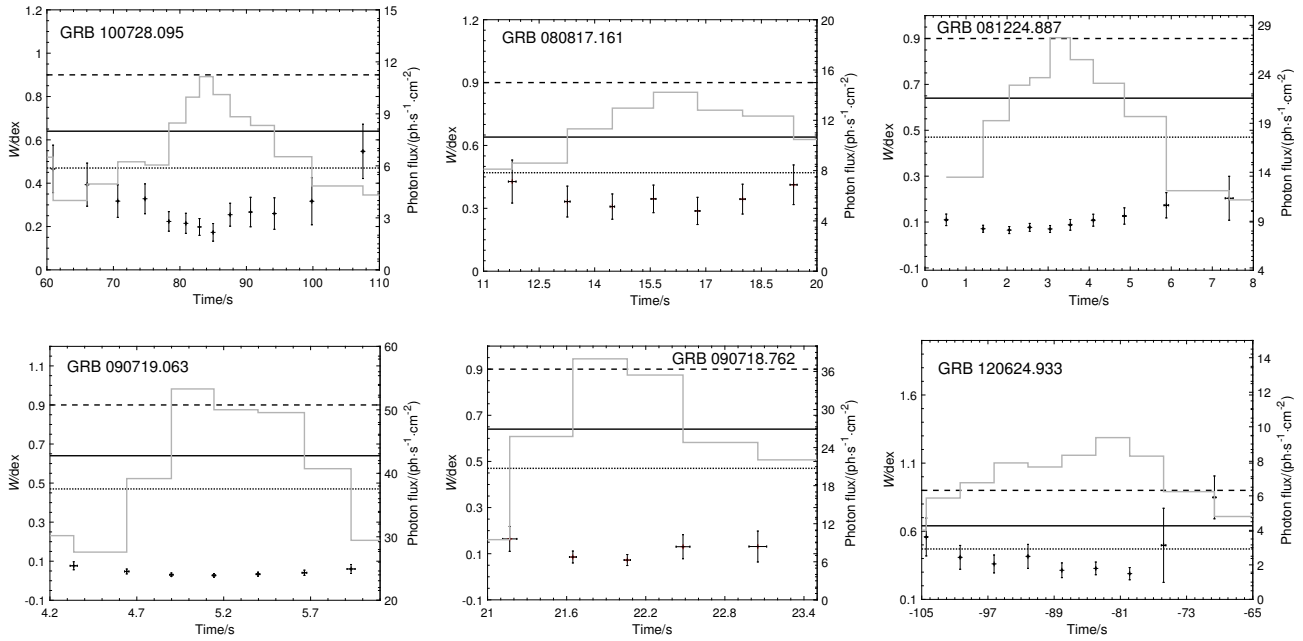 GRB 100728.095
W/dex
1.2
1
0.8
0.6
0.4
0.2
0
15
12
9
6
3
0
Photon flux/(ph·s⁻¹·cm⁻²)
60 70 80 90 100 110
Time/s
GRB 080817.161
W/dex
1.2
0.9
0.6
0.3
0
20
18
16
14
12
10
8
6
4
2
0
Photon flux/(ph·s⁻¹·cm⁻²)
11 12.5 14 15.5 17 18.5 20
Time/s
GRB 081224.887
W/dex
0.9
0.7
0.5
0.3
0.1
-0.1
29
24
19
14
9
4
Photon flux/(ph·s⁻¹·cm⁻²)
0 1 2 3 4 5 6 7 8
Time/s
GRB 090719.063
W/dex
1.1
0.9
0.7
0.5
0.3
0.1
-0.1
60
50
40
30
20
Photon flux/(ph·s⁻¹·cm⁻²)
4.2 4.7 5.2 5.7
Time/s
GRB 090718.762
W/dex
0.9
0.7
0.5
0.3
0.1
-0.1
36
30
24
18
12
6
0
Photon flux/(ph·s⁻¹·cm⁻²)
21 21.6 22.2 22.8 23.4
Time/s
GRB 120624.933
W/dex
1.6
1.1
0.6
0.1
14
12
10
8
6
4
2
0
Photon flux/(ph·s⁻¹·cm⁻²)
-105 -97 -89 -81 -73 -65
Time/s